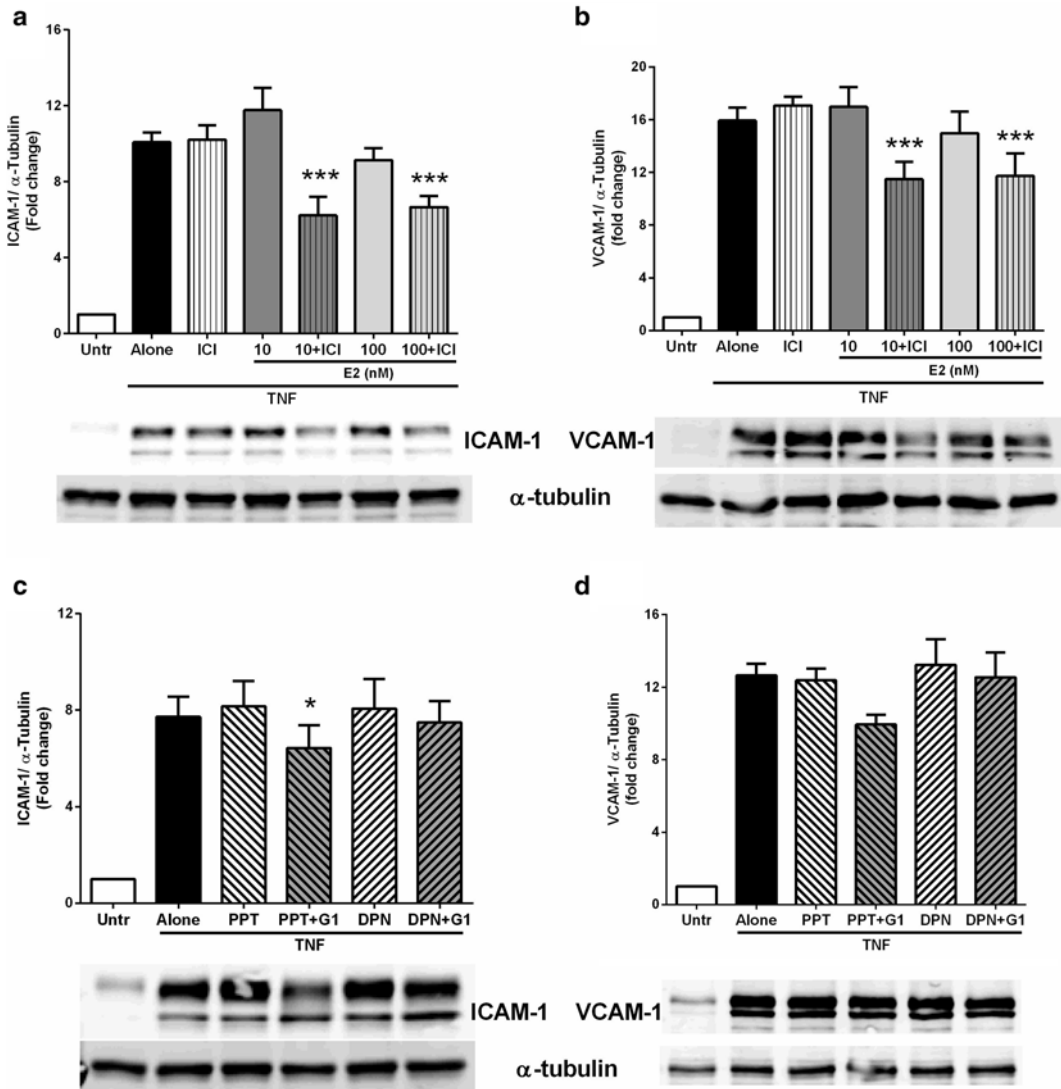 a
ICAM-1/ α-Tubulin
(Fold change)
16
12
8
4
0
***
***
Untr Alone ICI 10 10+ICI 100 100+ICI
E2 (nM)
TNF
ICAM-1
α-tubulin
b
VCAM-1/ α-Tubulin
(fold change)
20
16
12
8
4
0
***
***
Untr Alone ICI 10 10+ICI 100 100+ICI
E2 (nM)
TNF
VCAM-1
c
ICAM-1/ α-Tubulin
(Fold change)
12
8
4
0
*
Untr Alone PPT PPT+G1 DPN DPN+G1
TNF
ICAM-1
α-tubulin
d
VCAM-1/ α-Tubulin
(fold change)
16
12
8
4
0
Untr Alone PPT PPT+G1 DPN DPN+G1
TNF
VCAM-1